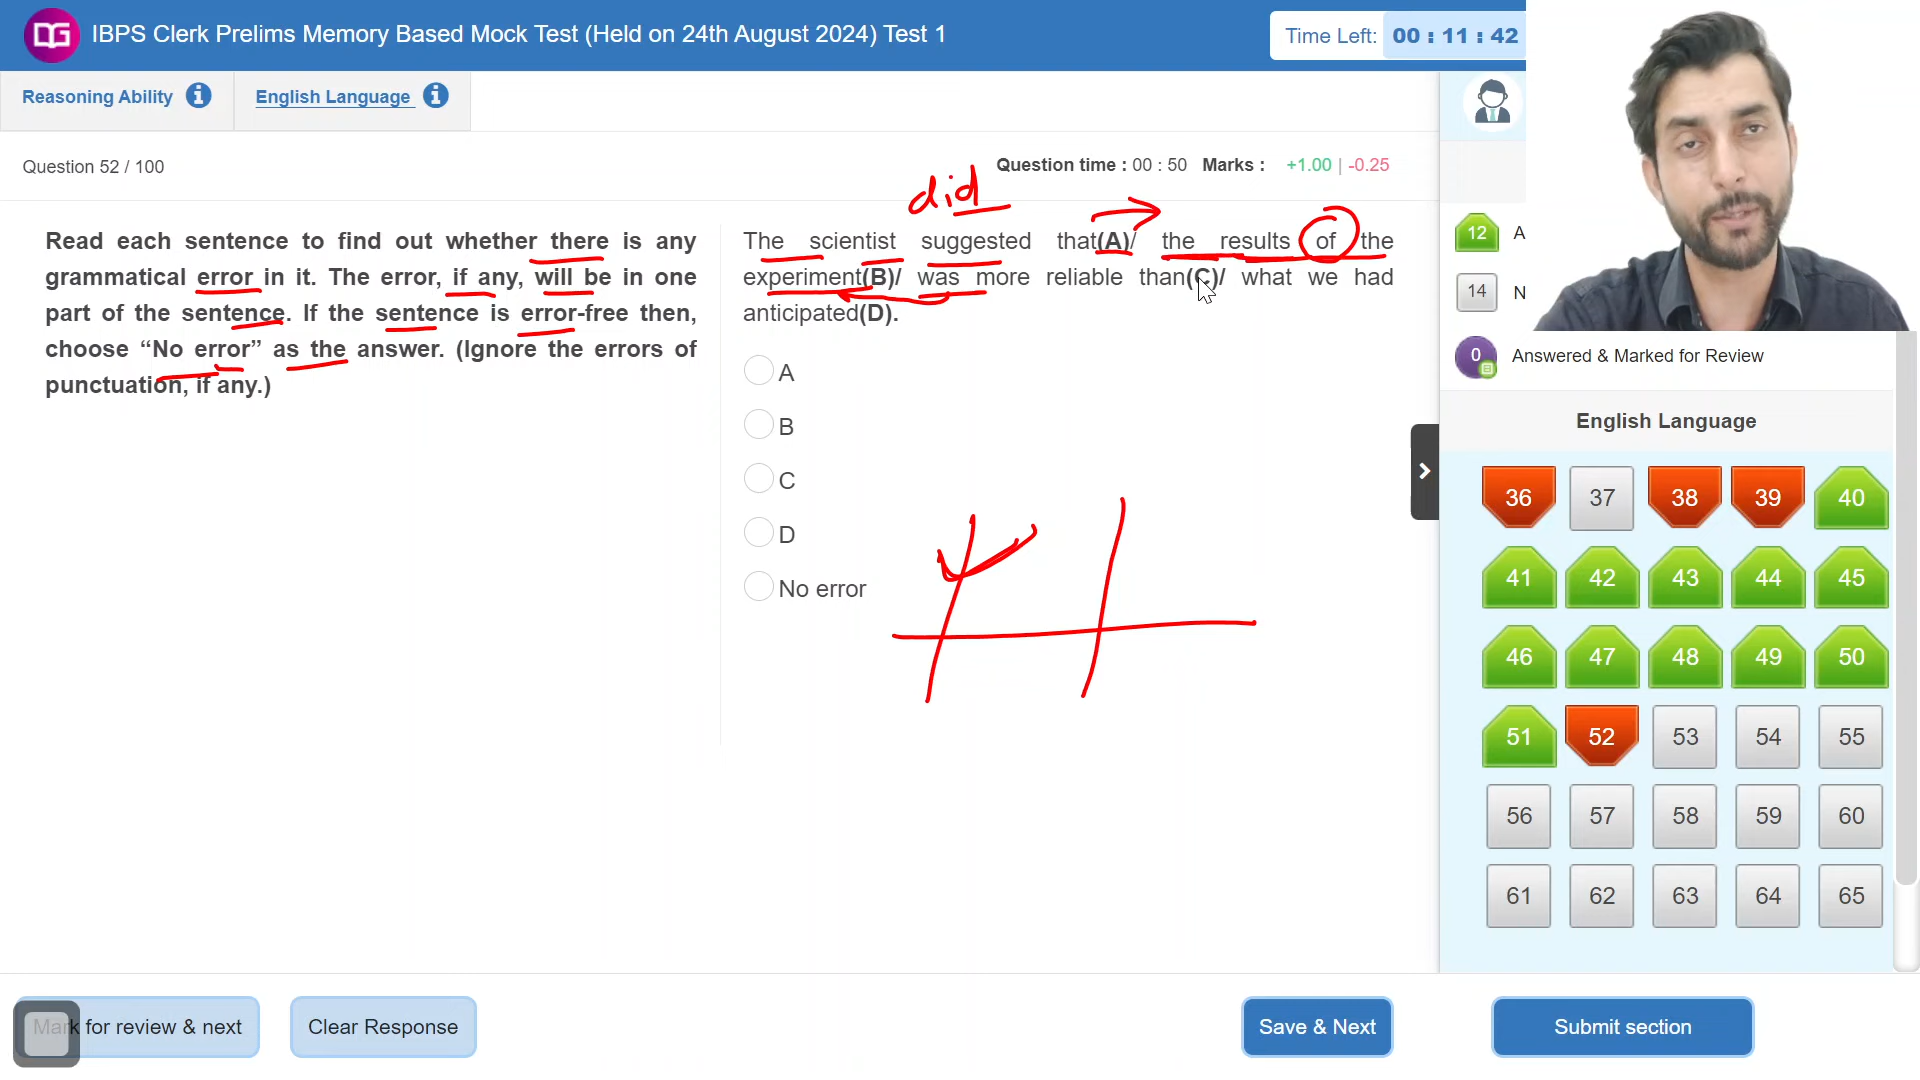 IBPS Clerk Prelims Memory Based Mock Test (Held on 24th August 2024) Test 1
Time Left: 00 : 11 : 42
Reasoning Ability i
English Language i
Question 52 / 100
Question time : 00 : 50 Marks : +1.00 | -0.25
did
Read each sentence to find out whether there is any
grammatical error in it. The error, if any, will be in one
part of the sentence. If the sentence is error-free then,
choose “No error” as the answer. (Ignore the errors of
punctuation, if any.)
The scientist suggested that(A)/ the results of the
experiment(B)/ was more reliable than(C)/ what we had
anticipated(D).
A
B
C
D
No error
12 A
14 N
0 Answered & Marked for Review
English Language
36 37 38 39 40
41 42 43 44 45
46 47 48 49 50
51 52 53 54 55
56 57 58 59 60
61 62 63 64 65
Mark for review & next
Clear Response
Save & Next
Submit section